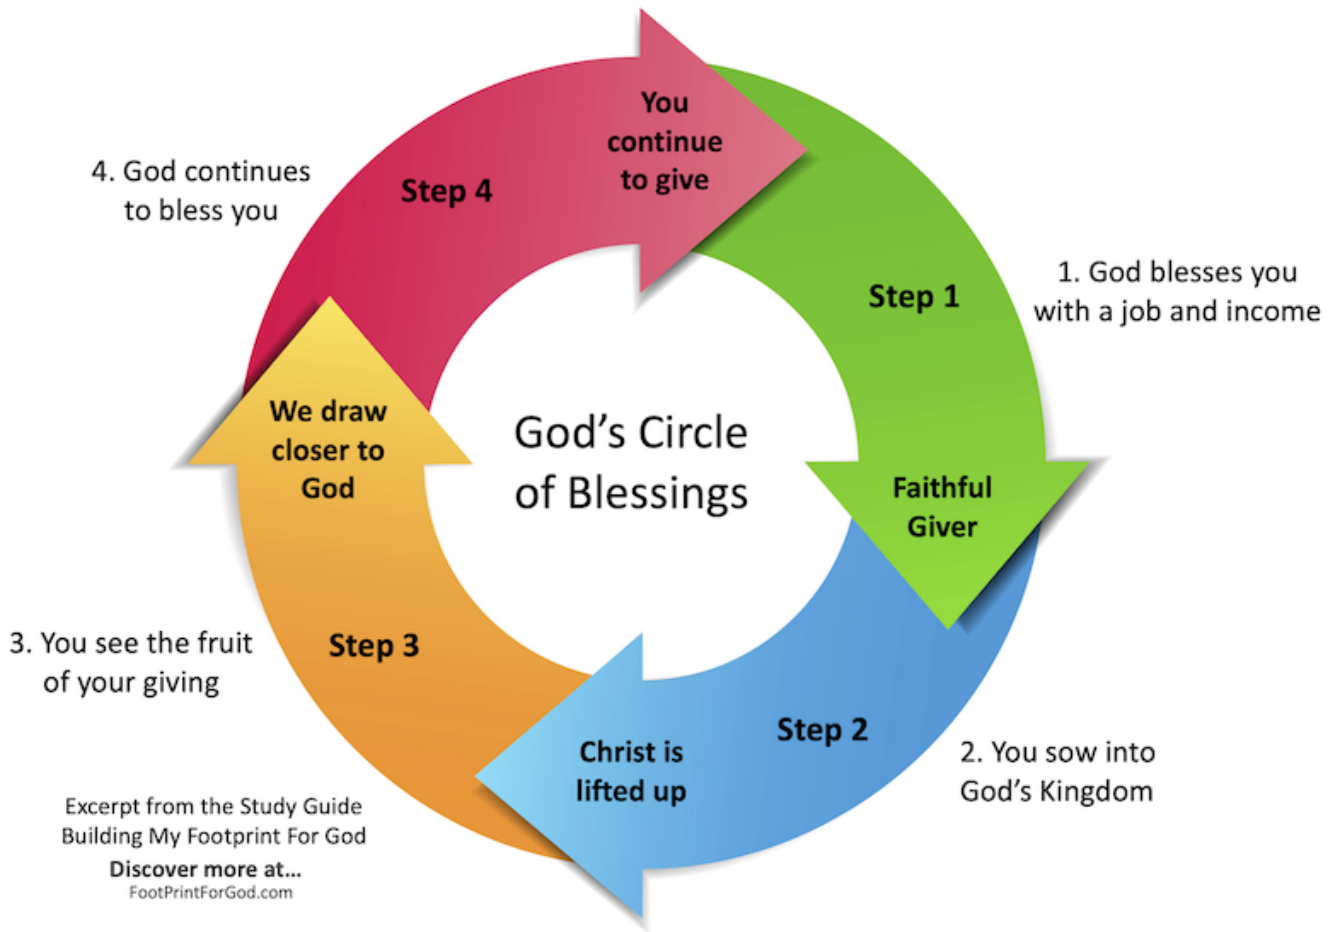 You
continue
to give
Step 4
4. God continues
to bless you
Step 1
1. God blesses you
with a job and income
We draw
closer to
God
God’s Circle
of Blessings
Faithful
Giver
Step 3
3. You see the fruit
of your giving
Step 2
Christ is
lifted up
2. You sow into
God’s Kingdom
Excerpt from the Study Guide
Building My Footprint For God
Discover more at...
FootPrintForGod.com